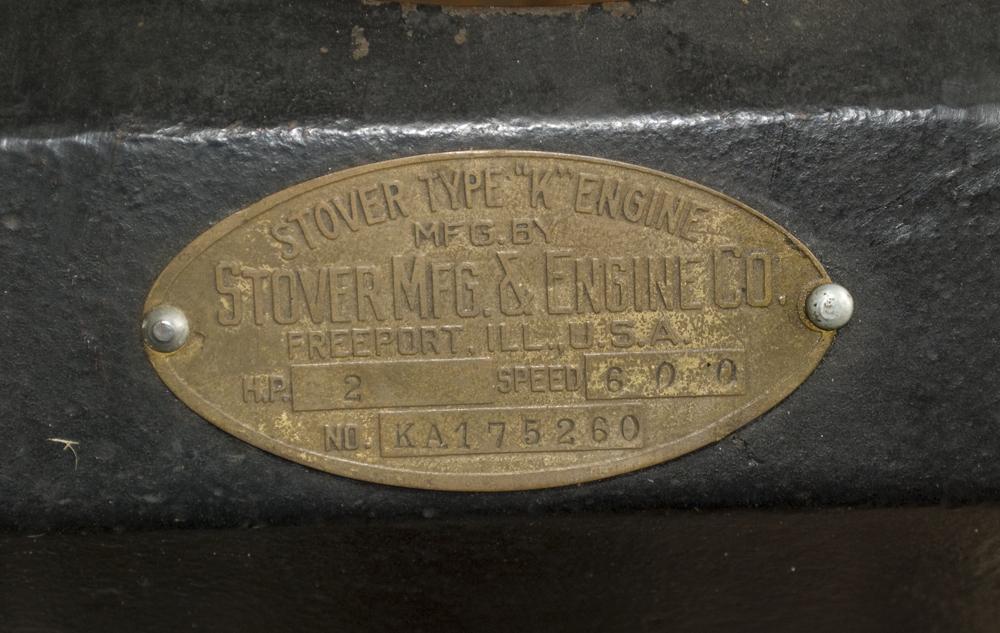 STOVER TYPE "K" ENGINE
MFG. BY
STOVER MFG. & ENGINE CO
FREEPORT, ILL., U.S.A.
H.P. 2 SPEED 600
NO. KA175260